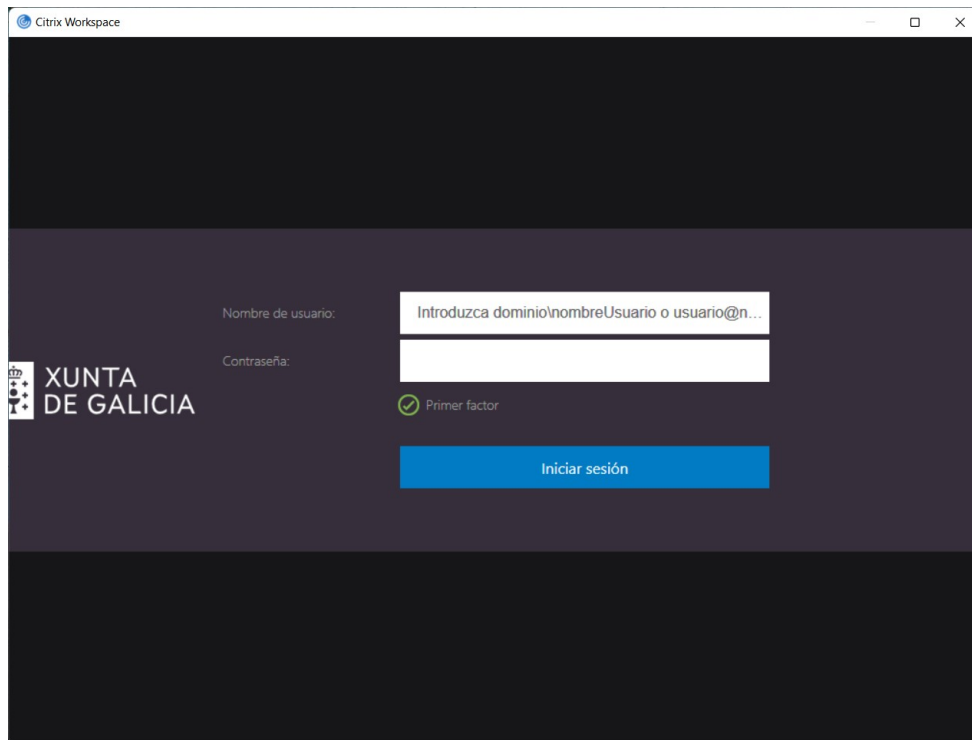 Citrix Workspace
Nombre de usuario:
Introduzca dominio\nombreUsuario o usuario@n...
Contraseña:
XUNTA
DE GALICIA
Primer factor
Iniciar sesión